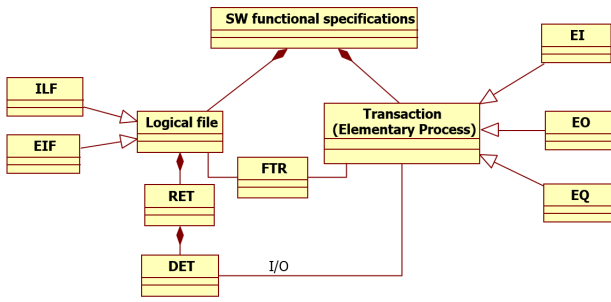 SW functional specifications
EI
ILF
Logical file
Transaction
(Elementary Process)
EO
EIF
FTR
RET
EQ
DET
I/O